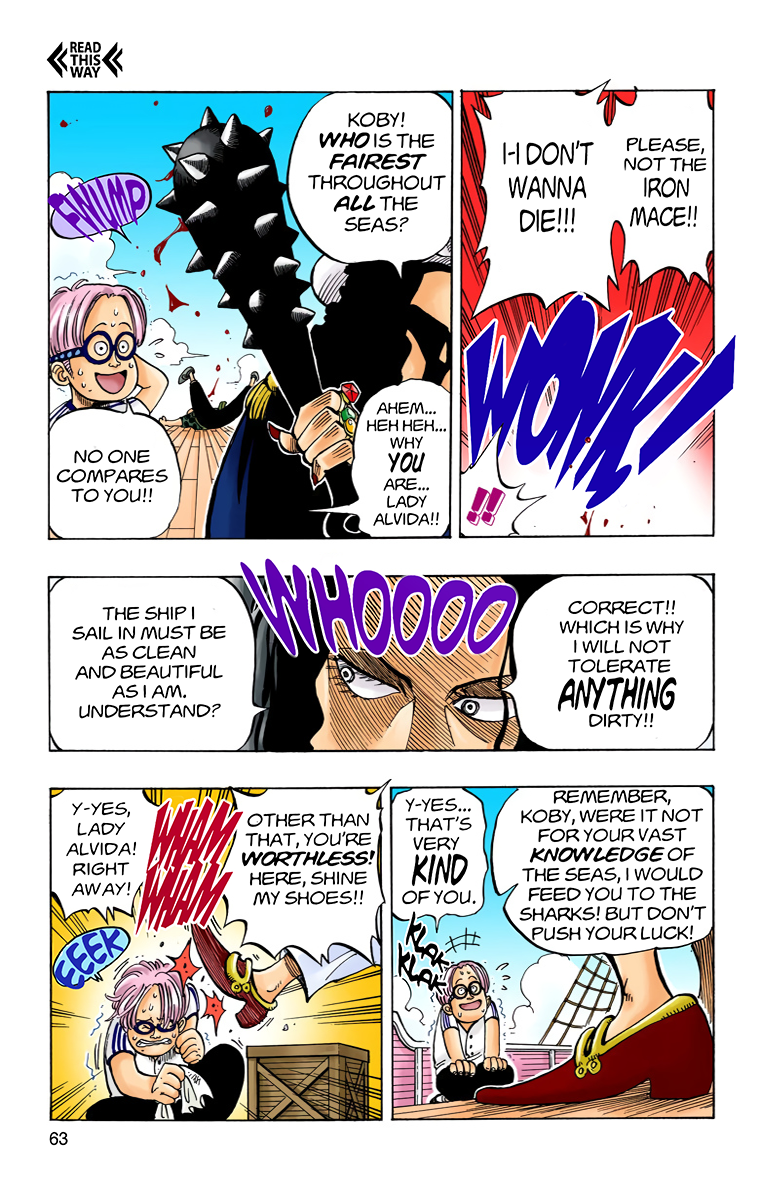 READ
THIS
WAY
PLEASE,
NOT THE
IRON
MACE!!
I-I DON'T
WANNA
DIE!!!
WONK!
!!
KOBY!
WHO IS THE
FAIREST
THROUGHOUT
ALL THE
SEAS?
FWUMP
AHEM...
HEH HEH...
WHY
YOU
ARE...
LADY
ALVIDA!!
NO ONE
COMPARES
TO YOU!!
CORRECT!!
WHICH IS WHY
I WILL NOT
TOLERATE
ANYTHING
DIRTY!!
WHOOOO
THE SHIP I
SAIL IN MUST BE
AS CLEAN
AND BEAUTIFUL
AS I AM.
UNDERSTAND?
REMEMBER,
KOBY, WERE IT NOT
FOR YOUR VAST
KNOWLEDGE OF
THE SEAS, I WOULD
FEED YOU TO THE
SHARKS! BUT DON'T
PUSH YOUR LUCK!
Y-YES...
THAT'S
VERY
KIND
OF YOU.
KLPK
KLPK
OTHER THAN
THAT, YOU'RE
WORTHLESS!
HERE, SHINE
MY SHOES!!
WHAM
WHAM
Y-YES,
LADY
ALVIDA!
RIGHT
AWAY!
EEEK
63